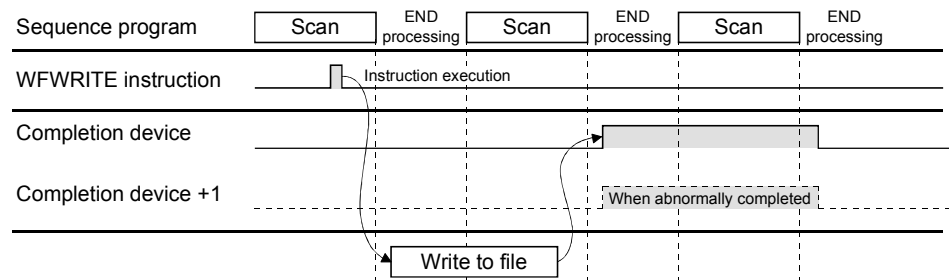 Sequence program Scan END processing Scan END processing Scan END processing
WFWRITE instruction Instruction execution
Completion device
Completion device +1 When abnormally completed
Write to file